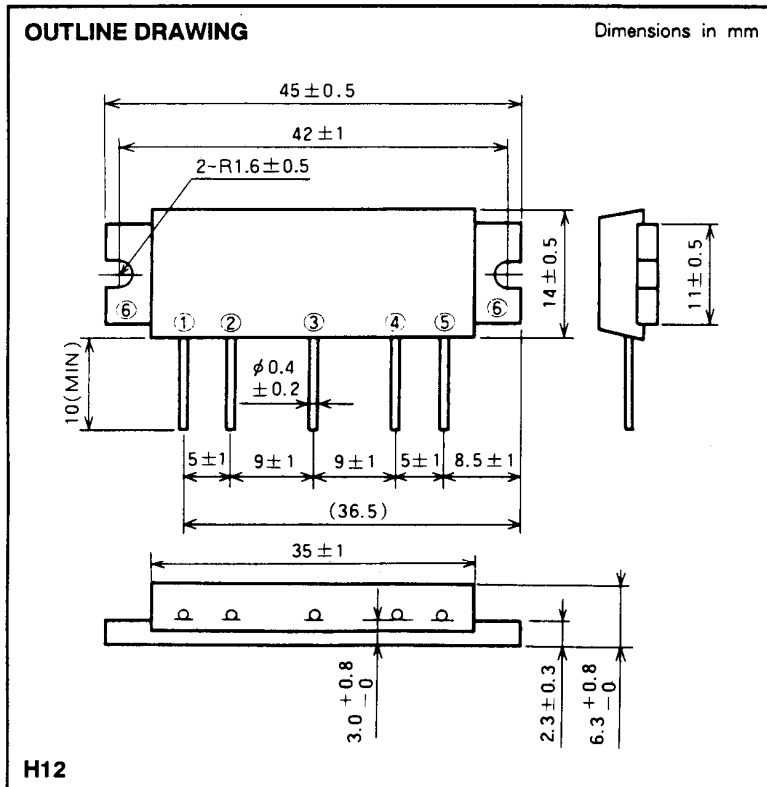 OUTLINE DRAWING
Dimensions in mm
45±0.5
42±1
2-R1.6±0.5
14±0.5
11±0.5
⑥ ① ② ③ ④ ⑤ ⑥
10(MIN)
φ0.4
±0.2
5±1 9±1 9±1 5±1 8.5±1
(36.5)
35±1
3.0 +0.8 −0
2.3±0.3
6.3 +0.8 −0
H12